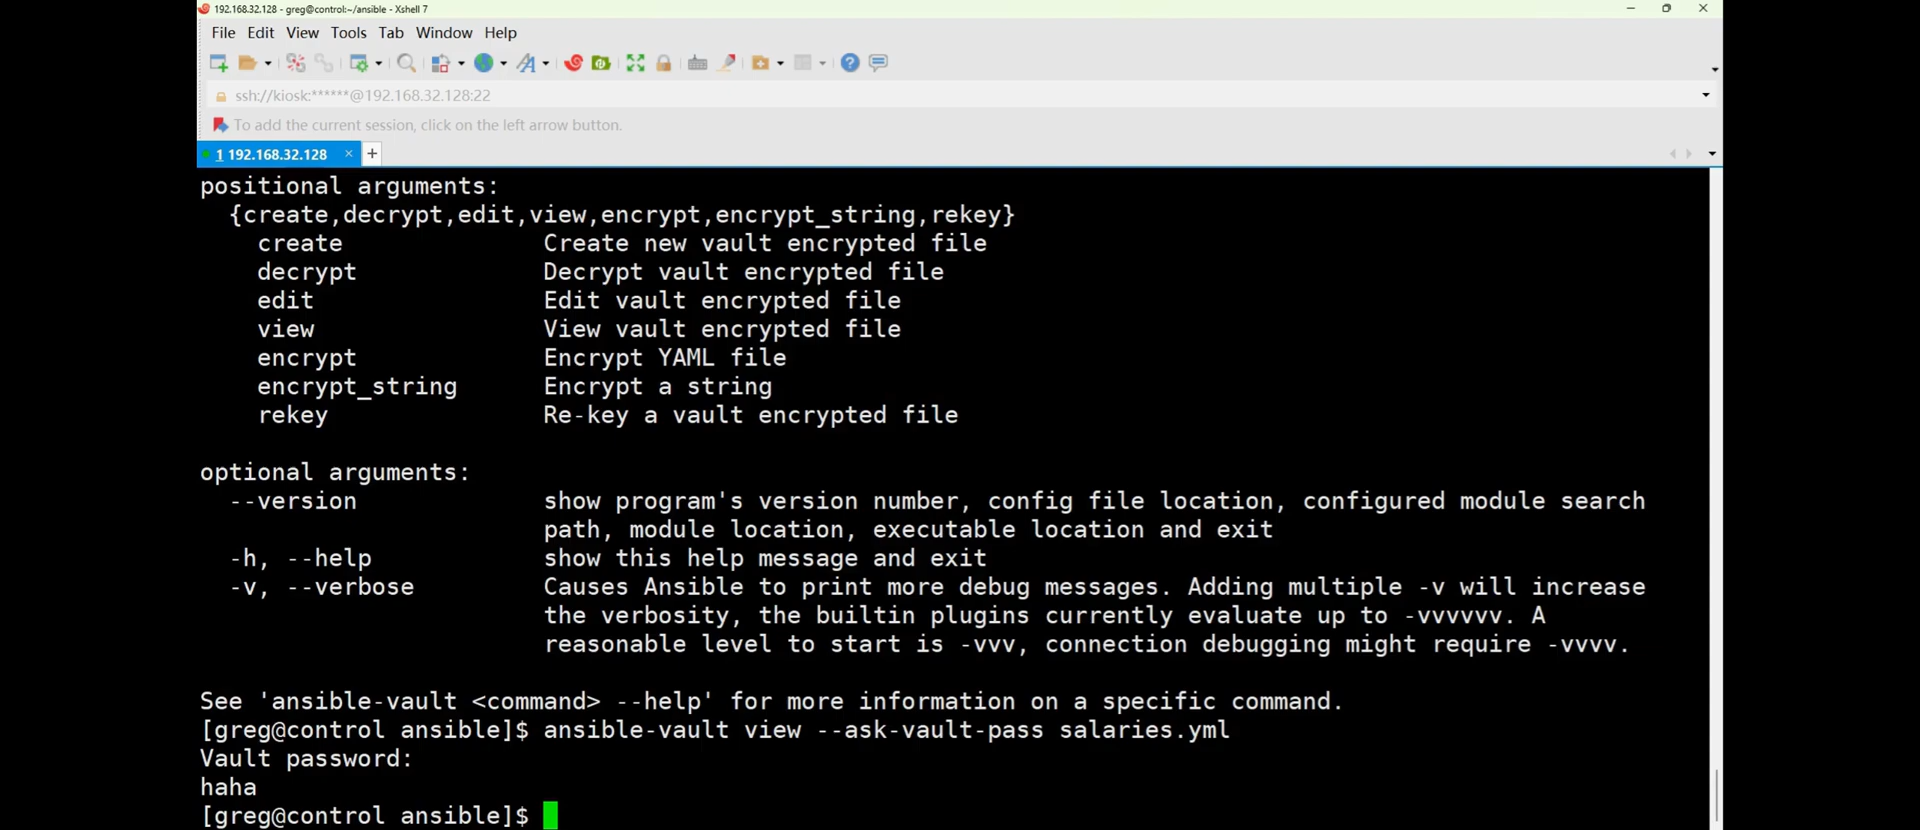 192.168.32.128 - greg@control:~/ansible - Xshell 7
File Edit View Tools Tab Window Help
ssh://kiosk:******@192.168.32.128:22
To add the current session, click on the left arrow button.
1 192.168.32.128 × +
positional arguments:
{create,decrypt,edit,view,encrypt,encrypt_string,rekey}
create Create new vault encrypted file
decrypt Decrypt vault encrypted file
edit Edit vault encrypted file
view View vault encrypted file
encrypt Encrypt YAML file
encrypt_string Encrypt a string
rekey Re-key a vault encrypted file
optional arguments:
--version show program's version number, config file location, configured module search
path, module location, executable location and exit
-h, --help show this help message and exit
-v, --verbose Causes Ansible to print more debug messages. Adding multiple -v will increase
the verbosity, the builtin plugins currently evaluate up to -vvvvvv. A
reasonable level to start is -vvv, connection debugging might require -vvvv.
See 'ansible-vault <command> --help' for more information on a specific command.
[greg@control ansible]$ ansible-vault view --ask-vault-pass salaries.yml
Vault password:
haha
[greg@control ansible]$